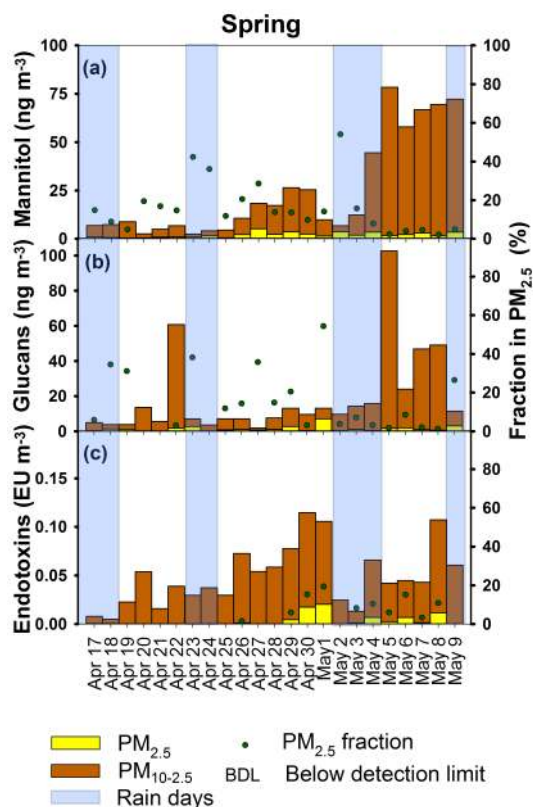 Spring
(a)
Mannitol (ng m-3)
100
75
50
25
0
100
80
60
40
20
0
Fraction in PM2.5 (%)
(b)
Glucans (ng m-3)
100
80
60
40
20
0
80
60
40
20
0
(c)
Endotoxins (EU m-3)
0.15
0.10
0.05
0.00
80
60
40
20
0
Apr 17
Apr 18
Apr 19
Apr 20
Apr 21
Apr 22
Apr 23
Apr 24
Apr 25
Apr 26
Apr 27
Apr 28
Apr 29
Apr 30
May 1
May 2
May 3
May 4
May 5
May 6
May 7
May 8
May 9
PM2.5
PM2.5 fraction
PM10-2.5
BDL Below detection limit
Rain days